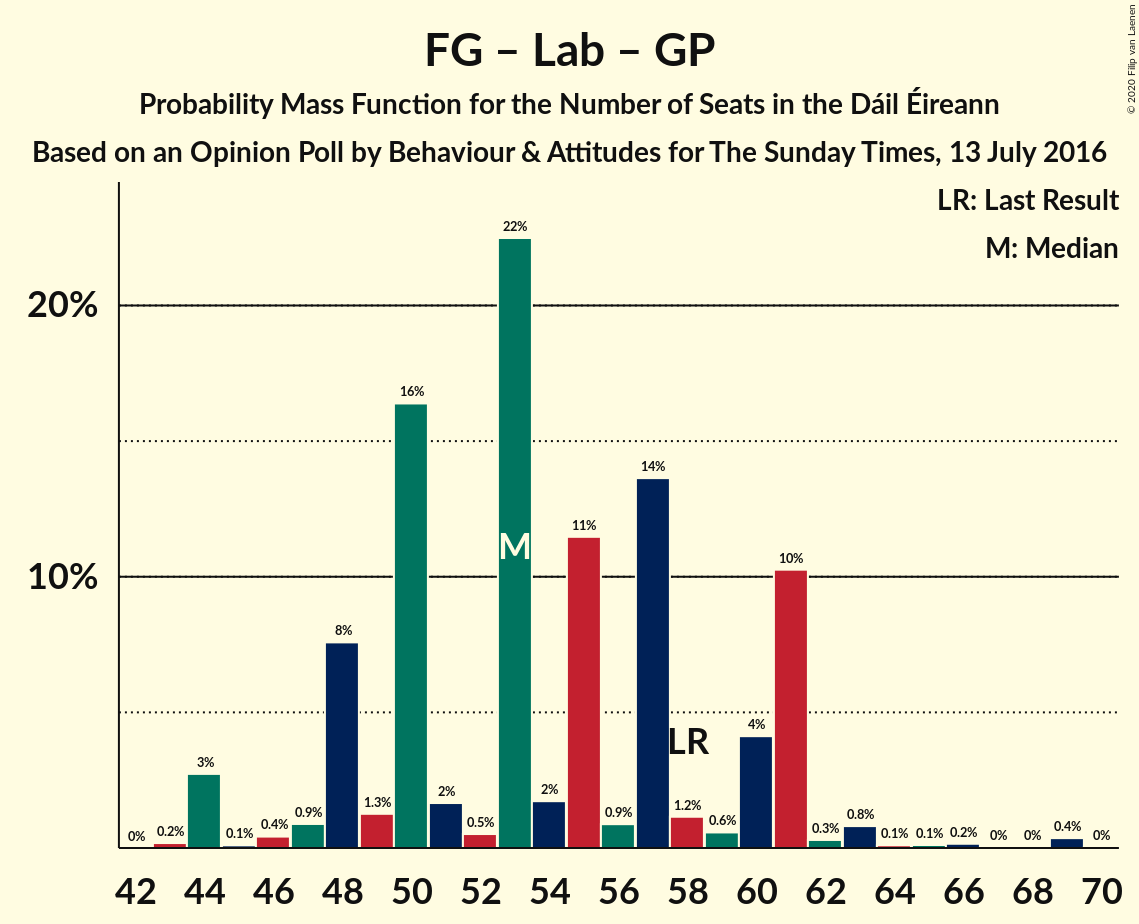 FG – Lab – GP
Probability Mass Function for the Number of Seats in the Dáil Éireann
Based on an Opinion Poll by Behaviour & Attitudes for The Sunday Times, 13 July 2016
© 2020 Filip van Laenen
LR: Last Result
M: Median
20%
10%
0% 0.2% 3% 0.1% 0.4% 0.9% 8% 1.3% 16% 2% 0.5% 22% 2% 11% 0.9% 14% 1.2% 0.6% 4% 10% 0.3% 0.8% 0.1% 0.1% 0.2% 0% 0% 0.4% 0%
M
LR
42 44 46 48 50 52 54 56 58 60 62 64 66 68 70